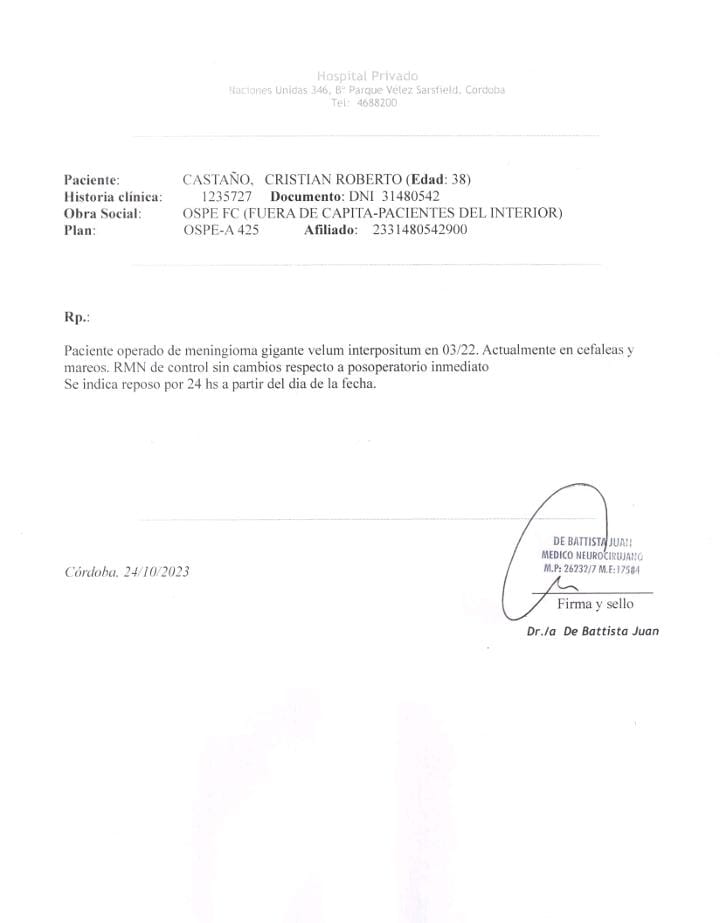 Hospital Privado
Naciones Unidas 346, Bº Parque Velez Sarsfield, Cordoba
Tel: 4688200
Paciente: CASTAÑO, CRISTIAN ROBERTO (Edad: 38)
Historia clínica: 1235727 Documento: DNI 31480542
Obra Social: OSPE FC (FUERA DE CAPITA-PACIENTES DEL INTERIOR)
Plan: OSPE-A 425 Afiliado: 2331480542900
Rp.:
Paciente operado de meningioma gigante velum interpositum en 03/22. Actualmente en cefaleas y
mareos. RMN de control sin cambios respecto a posoperatorio inmediato
Se indica reposo por 24 hs a partir del dia de la fecha.
DE BATTISTA JUAN
MEDICO NEUROCIRUJANO
M.P: 26232/7 M.E: 17584
Córdoba, 24/10/2023
Firma y sello
Dr./a De Battista Juan